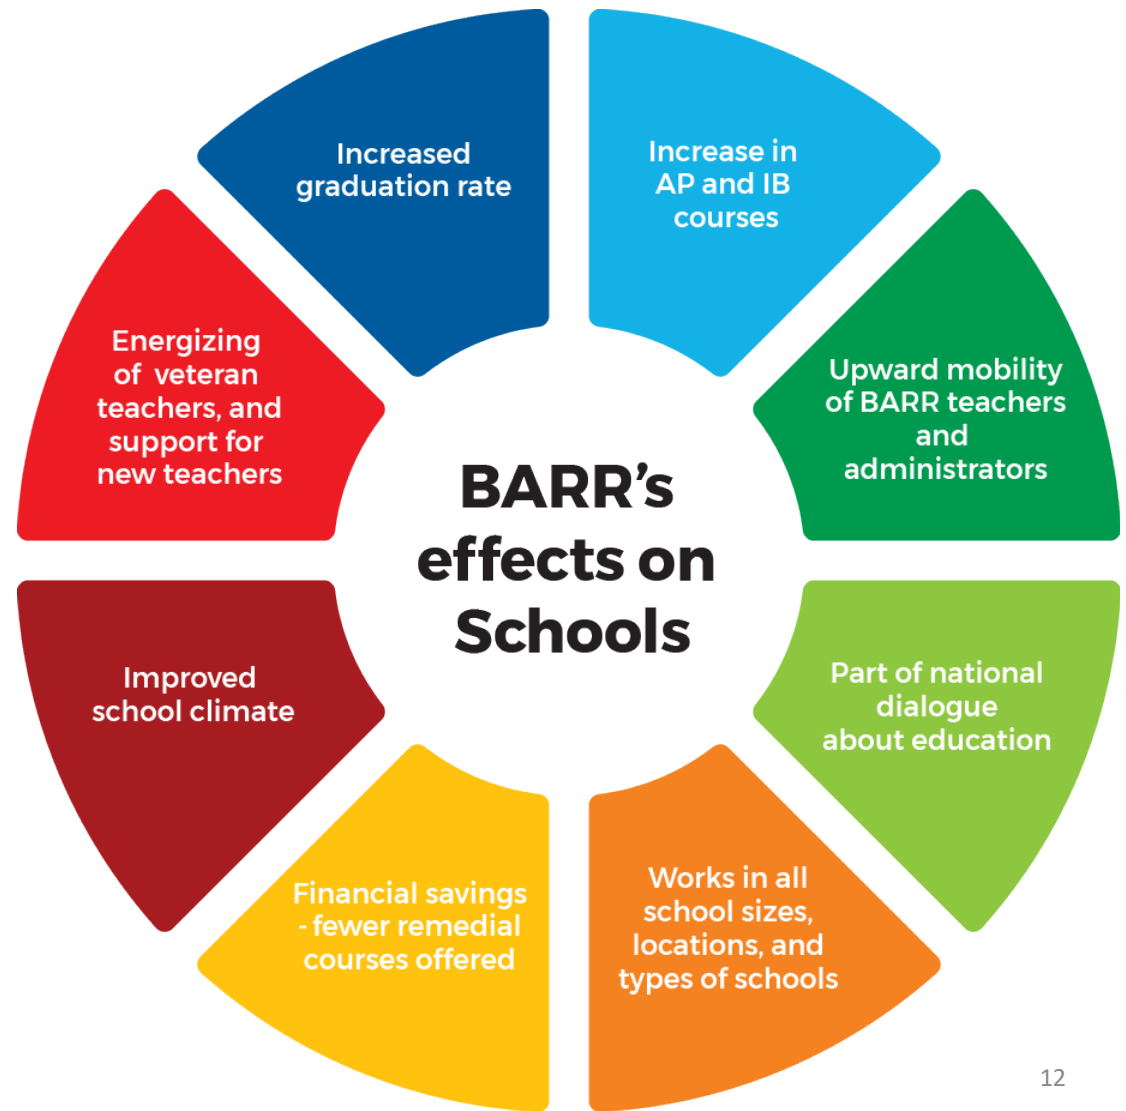 BARR's
effects on
Schools
Increase in
AP and IB
courses
Upward mobility
of BARR teachers
and
administrators
Part of national
dialogue
about education
Works in all
school sizes,
locations, and
types of schools
Financial savings
- fewer remedial
courses offered
Improved
school climate
Energizing
of veteran
teachers, and
support for
new teachers
Increased
graduation rate
12